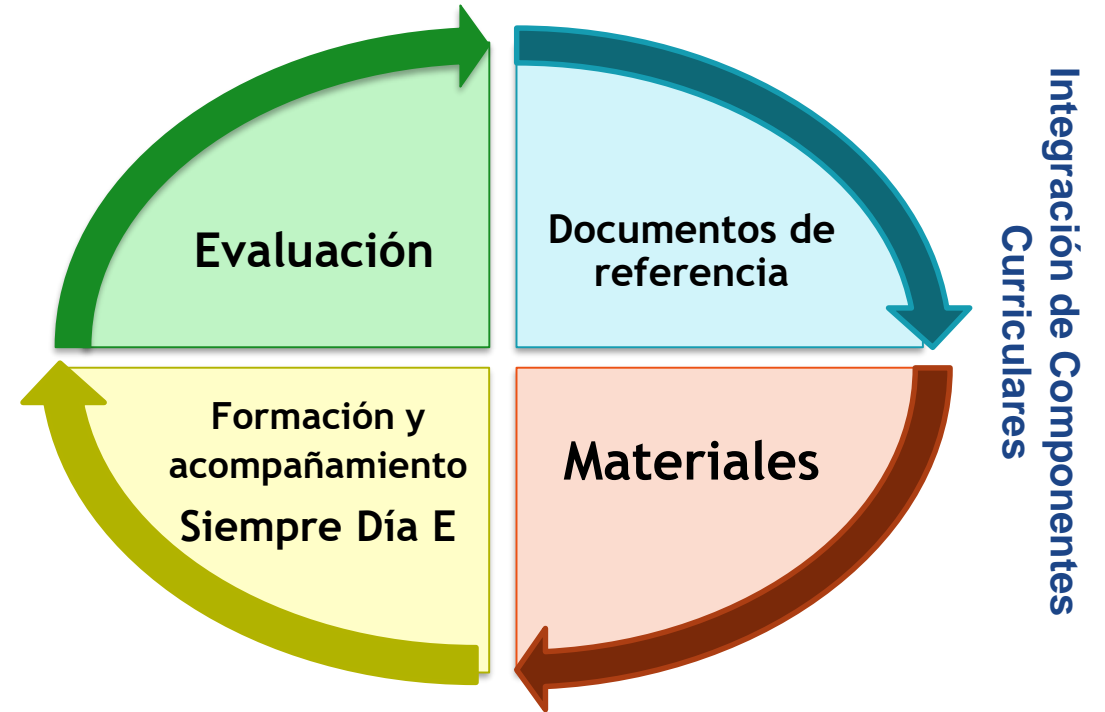 Evaluación
Documentos de
referencia
Formación y
acompañamiento
Siempre Día E
Materiales
Integración de Componentes
Curriculares